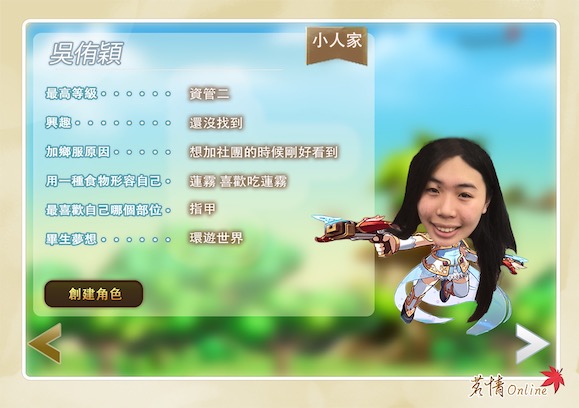 吳侑穎
小人家
最高等級・・・・・・ 資管二
興趣・・・・・・・・ 還沒找到
加鄉服原因・・・・・ 想加社團的時候剛好看到
用一種食物形容自己・ 蓮霧 喜歡吃蓮霧
最喜歡自己哪個部位・ 指甲
畢生夢想・・・・・・ 環遊世界
創建角色
茗情Online